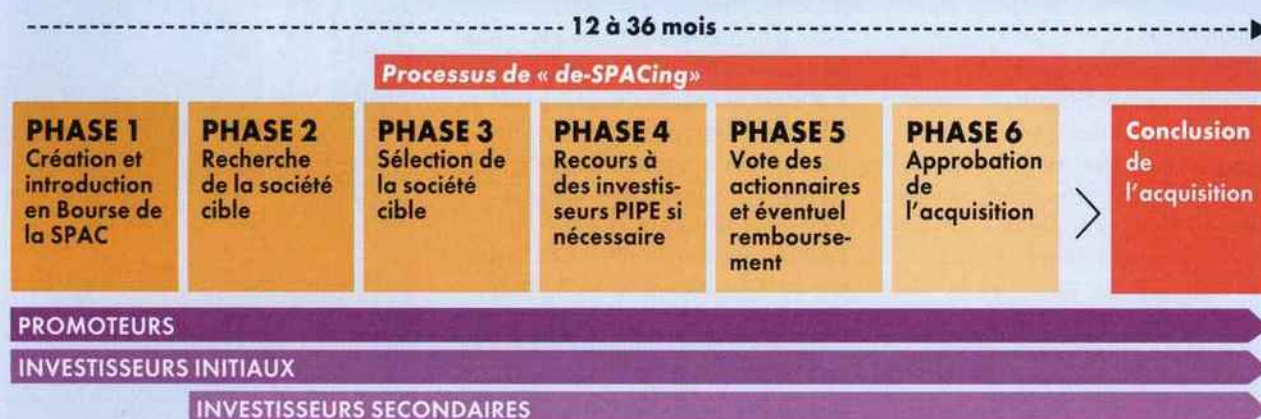 12 à 36 mois
Processus de « de-SPACing»
PHASE 1
Création et
introduction
en Bourse de
la SPAC
PHASE 2
Recherche
de la société
cible
PHASE 3
Sélection de
la société
cible
PHASE 4
Recours à
des investis-
seurs PIPE si
nécessaire
PHASE 5
Vote des
actionnaires
et éventuel
rembourse-
ment
PHASE 6
Approbation
de
l'acquisition
Conclusion
de
l'acquisition
PROMOTEURS
INVESTISSEURS INITIAUX
INVESTISSEURS SECONDAIRES